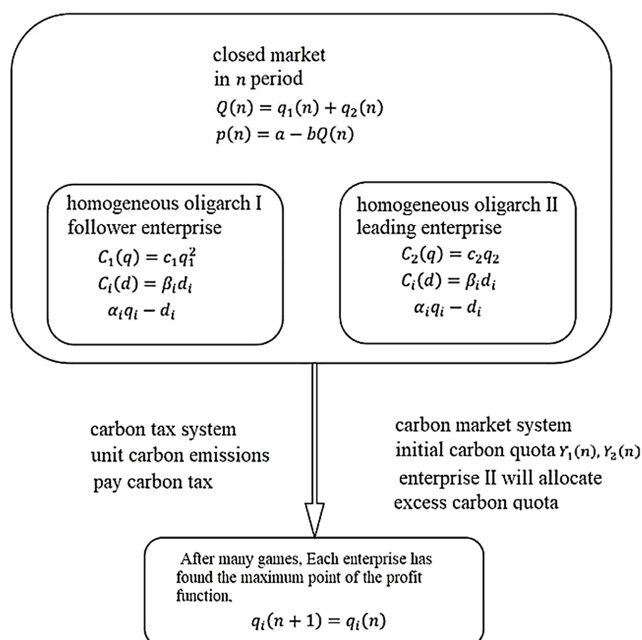 closed market
in n period
Q(n) = q₁(n) + q₂(n)
p(n) = a − bQ(n)
homogeneous oligarch I
follower enterprise
C₁(q) = c₁q₁²
Cᵢ(d) = βᵢdᵢ
αᵢqᵢ − dᵢ
homogeneous oligarch II
leading enterprise
C₂(q) = c₂q₂
Cᵢ(d) = βᵢdᵢ
αᵢqᵢ − dᵢ
carbon tax system
unit carbon emissions
pay carbon tax
carbon market system
initial carbon quota Y₁(n), Y₂(n)
enterprise II will allocate
excess carbon quota
After many games, Each enterprise has
found the maximum point of the profit
function.
qᵢ(n + 1) = qᵢ(n)